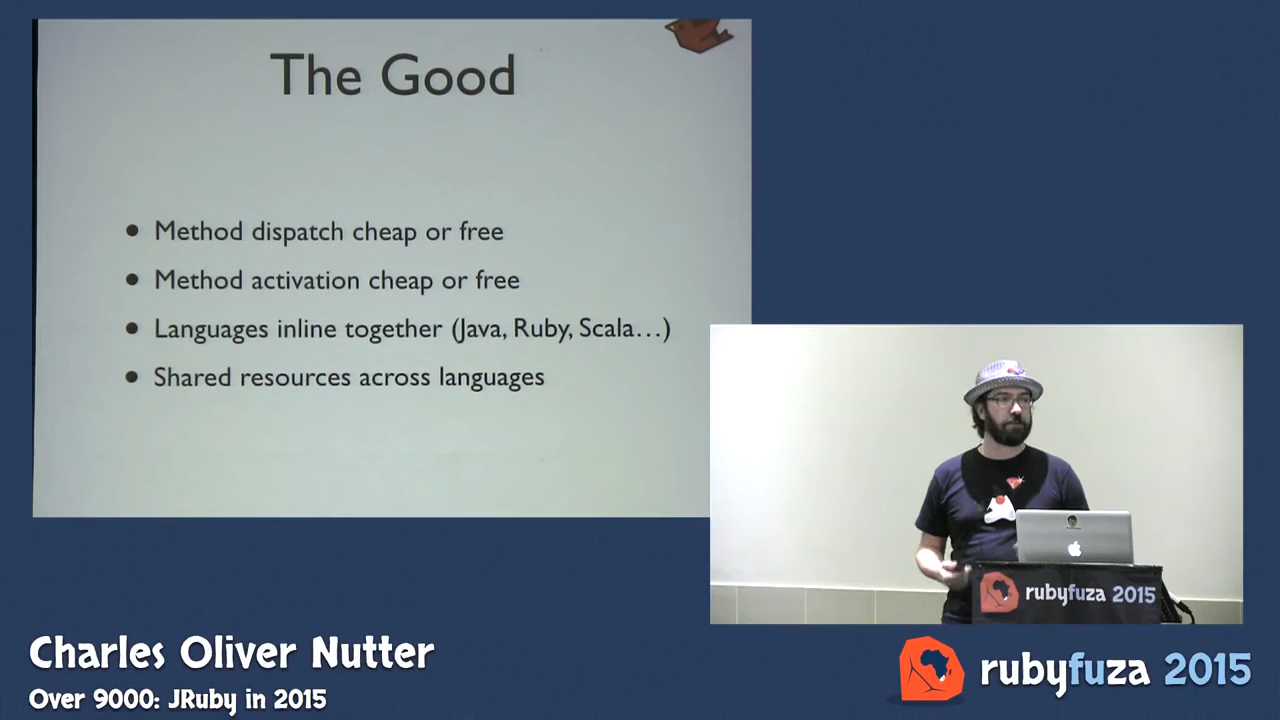 The Good
• Method dispatch cheap or free
• Method activation cheap or free
• Languages inline together (Java, Ruby, Scala…)
• Shared resources across languages
rubyfuza 2015
Charles Oliver Nutter
Over 9000: JRuby in 2015
rubyfuza 2015